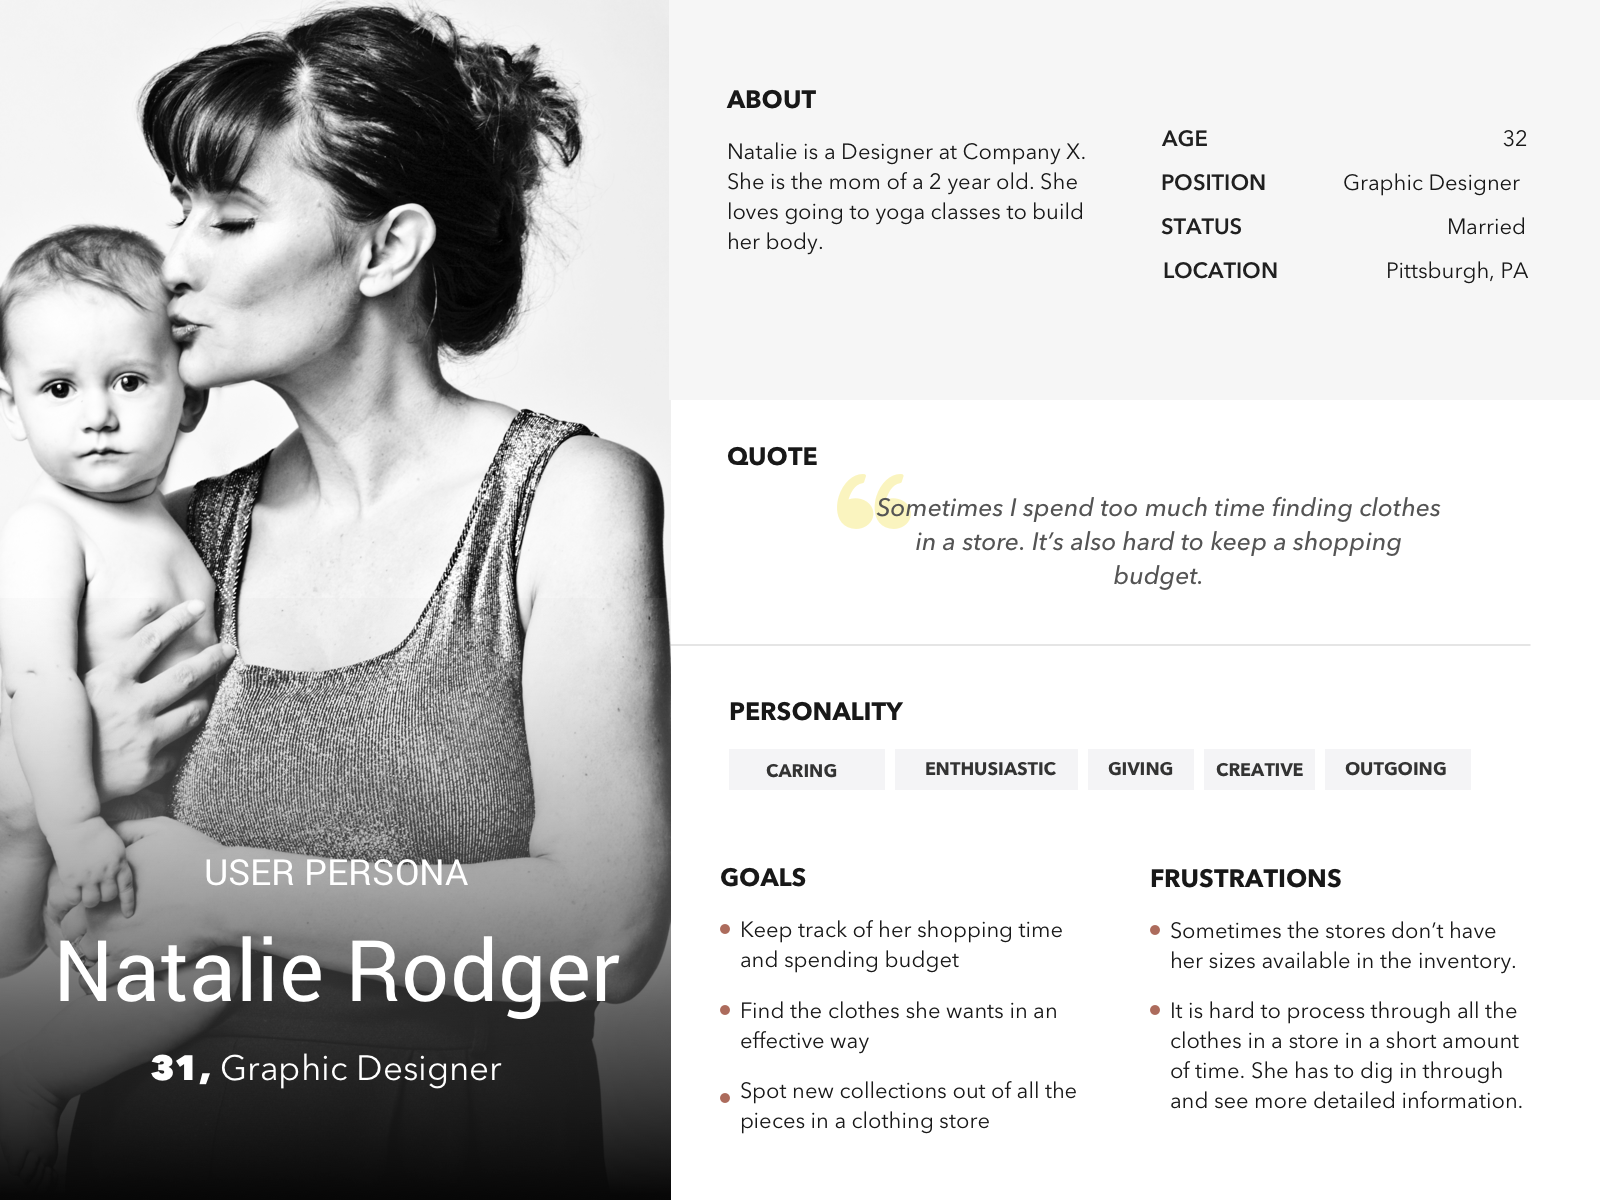 USER PERSONA
Natalie Rodger
31, Graphic Designer
ABOUT
Natalie is a Designer at Company X.
She is the mom of a 2 year old. She
loves going to yoga classes to build
her body.
AGE 32
POSITION Graphic Designer
STATUS Married
LOCATION Pittsburgh, PA
QUOTE
“Sometimes I spend too much time finding clothes
in a store. It’s also hard to keep a shopping
budget.
PERSONALITY
CARING ENTHUSIASTIC GIVING CREATIVE OUTGOING
GOALS
• Keep track of her shopping time
and spending budget
• Find the clothes she wants in an
effective way
• Spot new collections out of all the
pieces in a clothing store
FRUSTRATIONS
• Sometimes the stores don’t have
her sizes available in the inventory.
• It is hard to process through all the
clothes in a store in a short amount
of time. She has to dig in through
and see more detailed information.